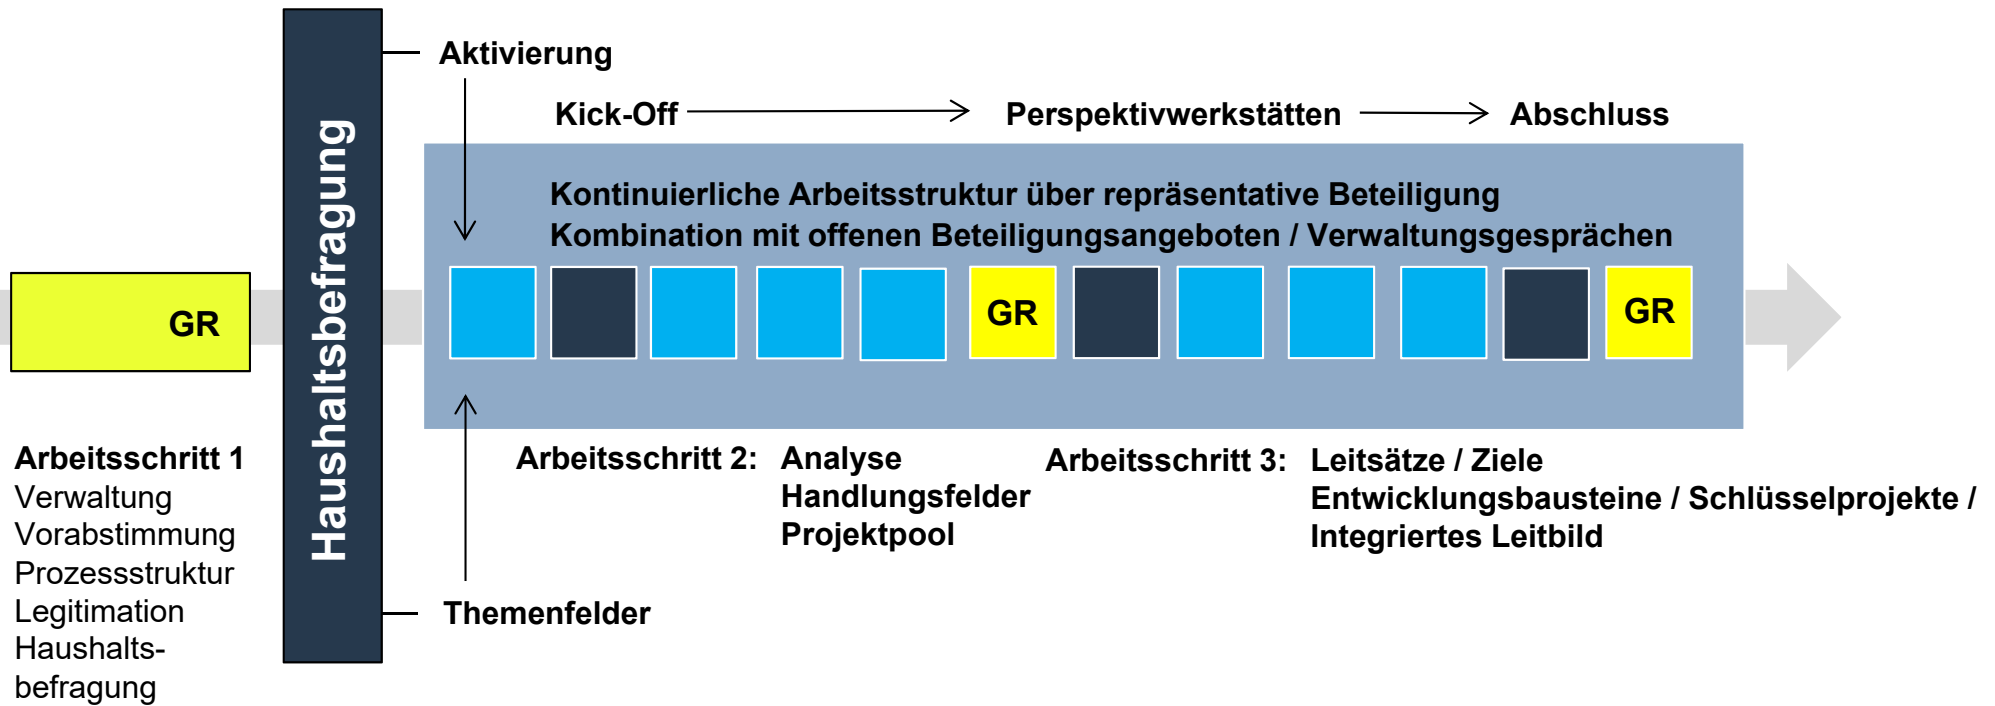 Aktivierung
Kick-Off
Perspektivwerkstätten
Abschluss
Haushaltsbefragung
Kontinuierliche Arbeitsstruktur über repräsentative Beteiligung
Kombination mit offenen Beteiligungsangeboten / Verwaltungsgesprächen
GR
GR
GR
Arbeitsschritt 1
Verwaltung
Vorabstimmung
Prozessstruktur
Legitimation
Haushalts-
befragung
Arbeitsschritt 2:
Analyse
Handlungsfelder
Projektpool
Arbeitsschritt 3:
Leitsätze / Ziele
Entwicklungsbausteine / Schlüsselprojekte /
Integriertes Leitbild
Themenfelder